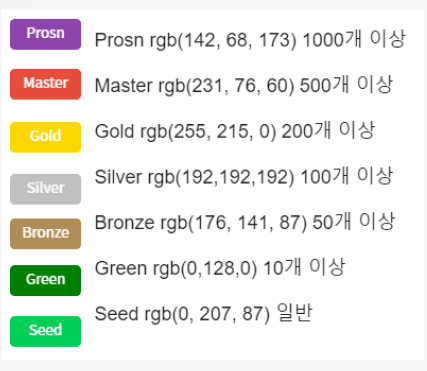 Prosn
Prosn rgb(142, 68, 173) 1000개 이상
Master
Master rgb(231, 76, 60) 500개 이상
Gold
Gold rgb(255, 215, 0) 200개 이상
Silver
Silver rgb(192,192,192) 100개 이상
Bronze
Bronze rgb(176, 141, 87) 50개 이상
Green
Green rgb(0,128,0) 10개 이상
Seed
Seed rgb(0, 207, 87) 일반